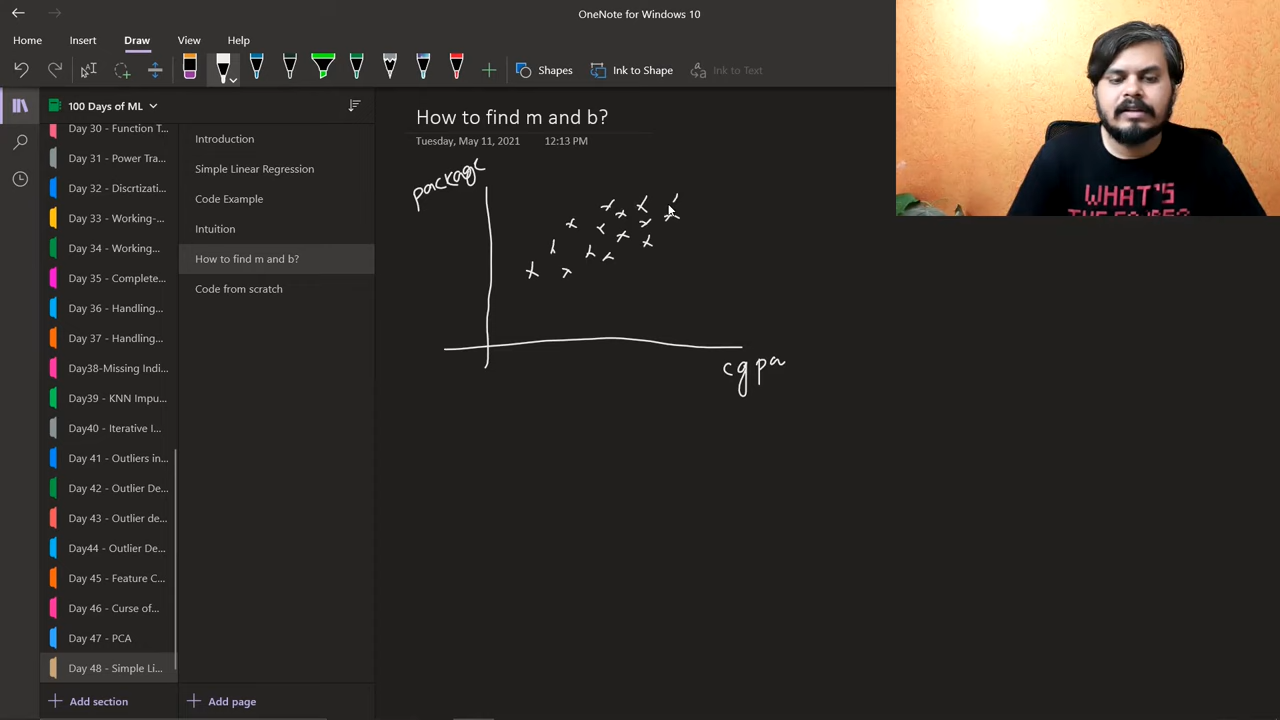 OneNote for Windows 10
Home Insert Draw View Help
Shapes Ink to Shape Ink to Text
100 Days of ML
Day 30 - Function T...
Day 31 - Power Tra...
Day 32 - Discrtizati...
Day 33 - Working-...
Day 34 - Working...
Day 35 - Complete...
Day 36 - Handling...
Day 37 - Handling...
Day38-Missing Indi...
Day39 - KNN Impu...
Day40 - Iterative I...
Day 41 - Outliers in...
Day 42 - Outlier De...
Day 43 - Outlier de...
Day44 - Outlier De...
Day 45 - Feature C...
Day 46 - Curse of...
Day 47 - PCA
Day 48 - Simple Li...
Add section
Introduction
Simple Linear Regression
Code Example
Intuition
How to find m and b?
Code from scratch
Add page
How to find m and b?
Tuesday, May 11, 2021 12:13 PM
package
cgpa
WHAT'S